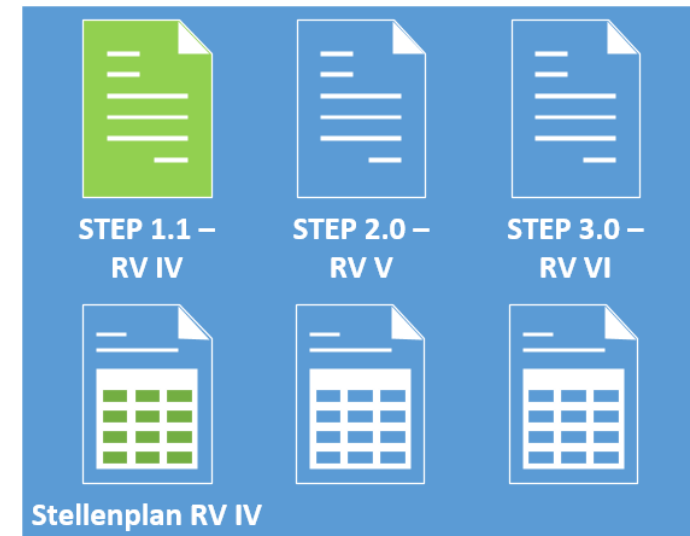 STEP 1.1 –
RV IV
STEP 2.0 –
RV V
STEP 3.0 –
RV VI
Stellenplan RV IV